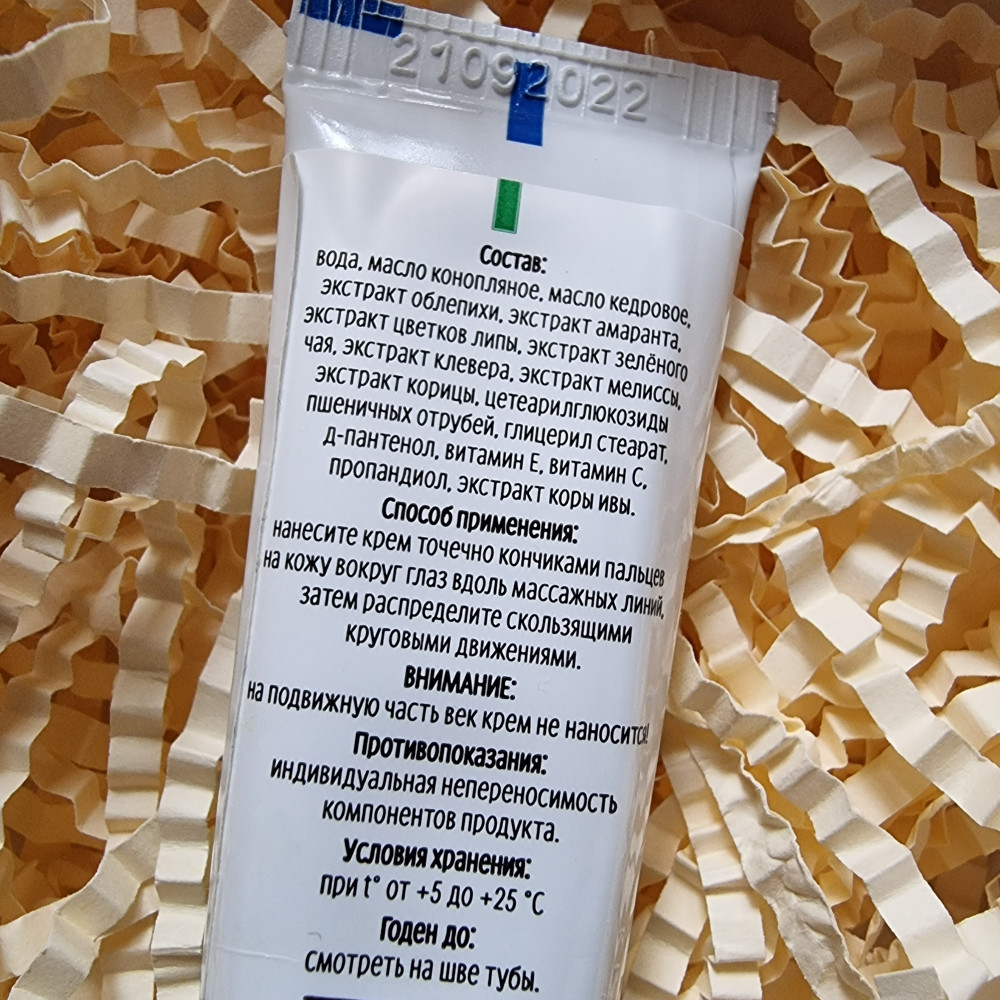 21092022
Состав:
вода, масло конопляное, масло кедровое,
экстракт облепихи, экстракт амаранта,
экстракт цветков липы, экстракт зелёного
чая, экстракт клевера, экстракт мелиссы,
экстракт корицы, цетеарилглюкозиды
пшеничных отрубей, глицерил стеарат,
д-пантенол, витамин Е, витамин С,
пропандиол, экстракт коры ивы.
Способ применения:
нанесите крем точечно кончиками пальцев
на кожу вокруг глаз вдоль массажных линий,
затем распределите скользящими
круговыми движениями.
ВНИМАНИЕ:
на подвижную часть век крем не наносится!
Противопоказания:
индивидуальная непереносимость
компонентов продукта.
Условия хранения:
при t° от +5 до +25 °С
Годен до:
смотреть на шве тубы.